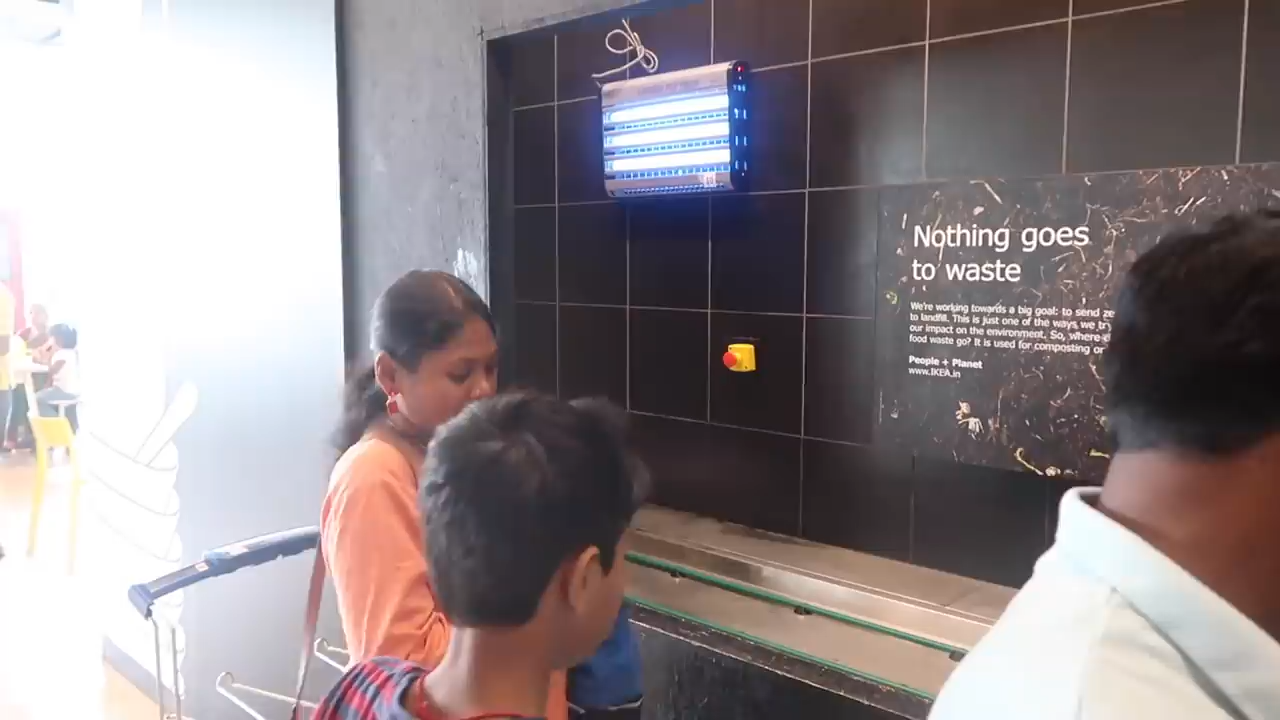 Nothing goes
to waste
We're working towards a big goal: to send ze
to landfill. This is just one of the ways we try
our impact on the environment. So, where
food waste go? It is used for composting or
People + Planet
www.IKEA.in